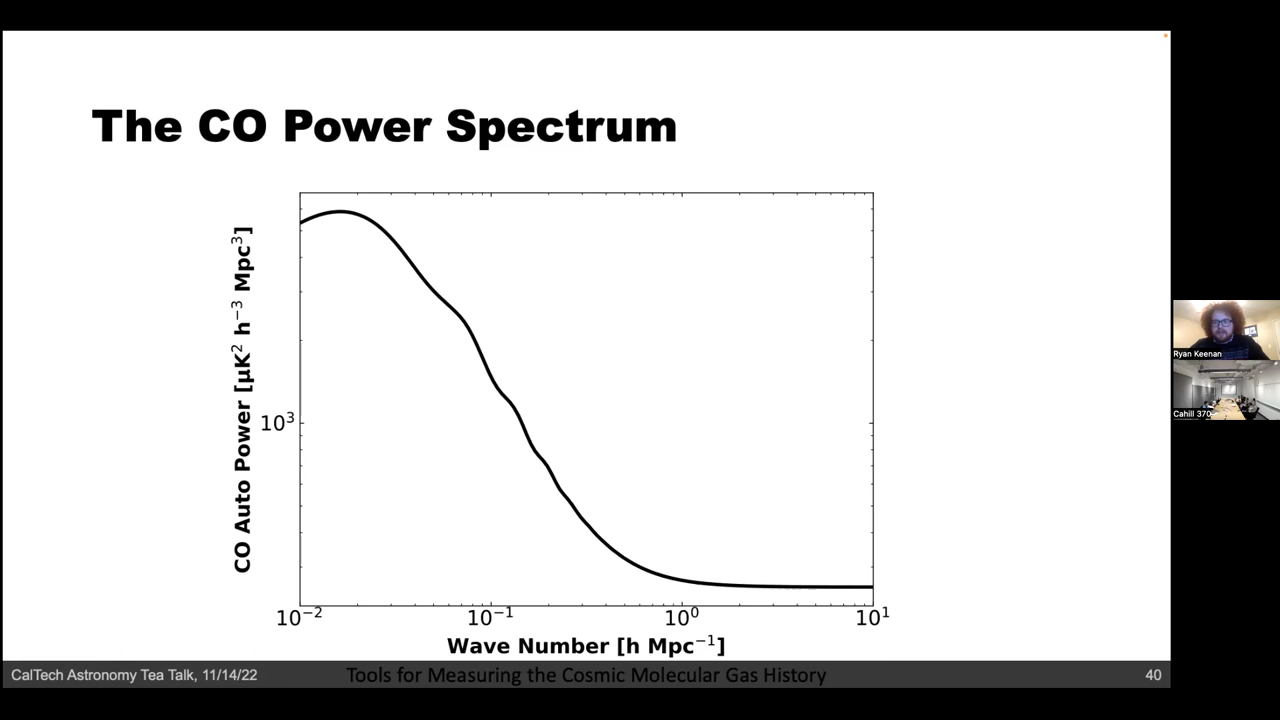 The CO Power Spectrum
CO Auto Power [µK² h⁻³ Mpc³]
10³
10⁻² 10⁻¹ 10⁰ 10¹
Wave Number [h Mpc⁻¹]
CalTech Astronomy Tea Talk, 11/14/22
Tools for Measuring the Cosmic Molecular Gas History
40
Ryan Keenan
Cahill 370